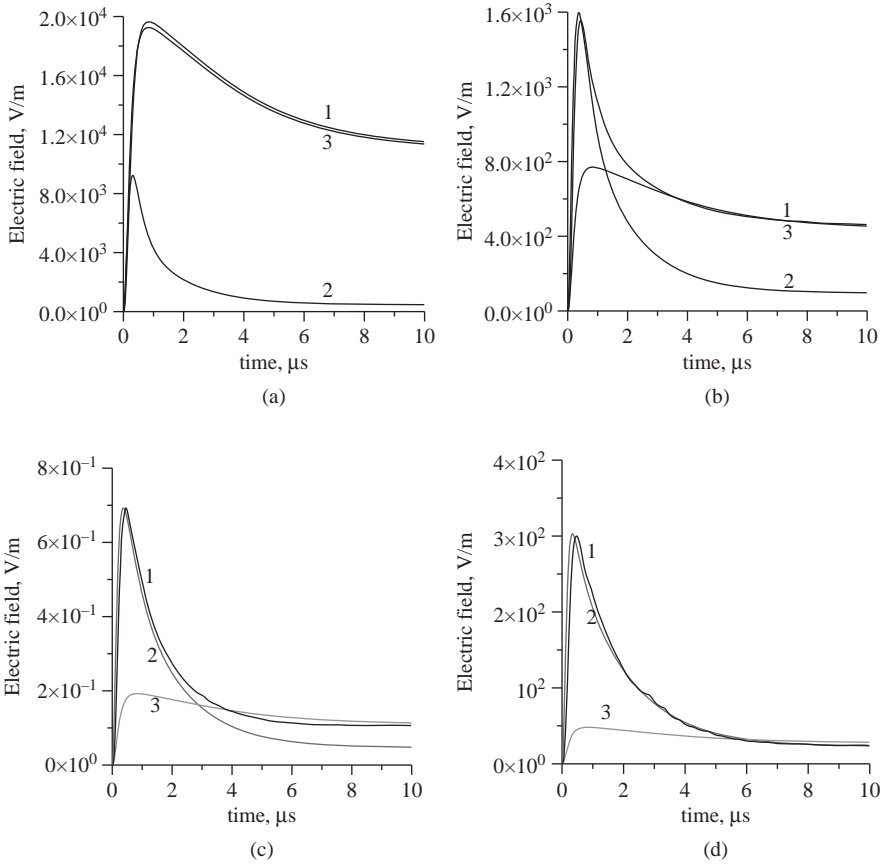 2.0×10⁴
1.6×10⁴
1.2×10⁴
8.0×10³
4.0×10³
0.0×10⁰
Electric field, V/m
1
3
2
0 2 4 6 8 10
time, μs
(a)
1.6×10³
1.2×10³
8.0×10²
4.0×10²
0.0×10⁰
Electric field, V/m
1
3
2
0 2 4 6 8 10
time, μs
(b)
8×10⁻¹
6×10⁻¹
4×10⁻¹
2×10⁻¹
0×10⁰
Electric field, V/m
1
2
3
0 2 4 6 8 10
time, μs
(c)
4×10²
3×10²
2×10²
10²
0×10⁰
Electric field, V/m
1
2
3
0 2 4 6 8 10
time, μs
(d)